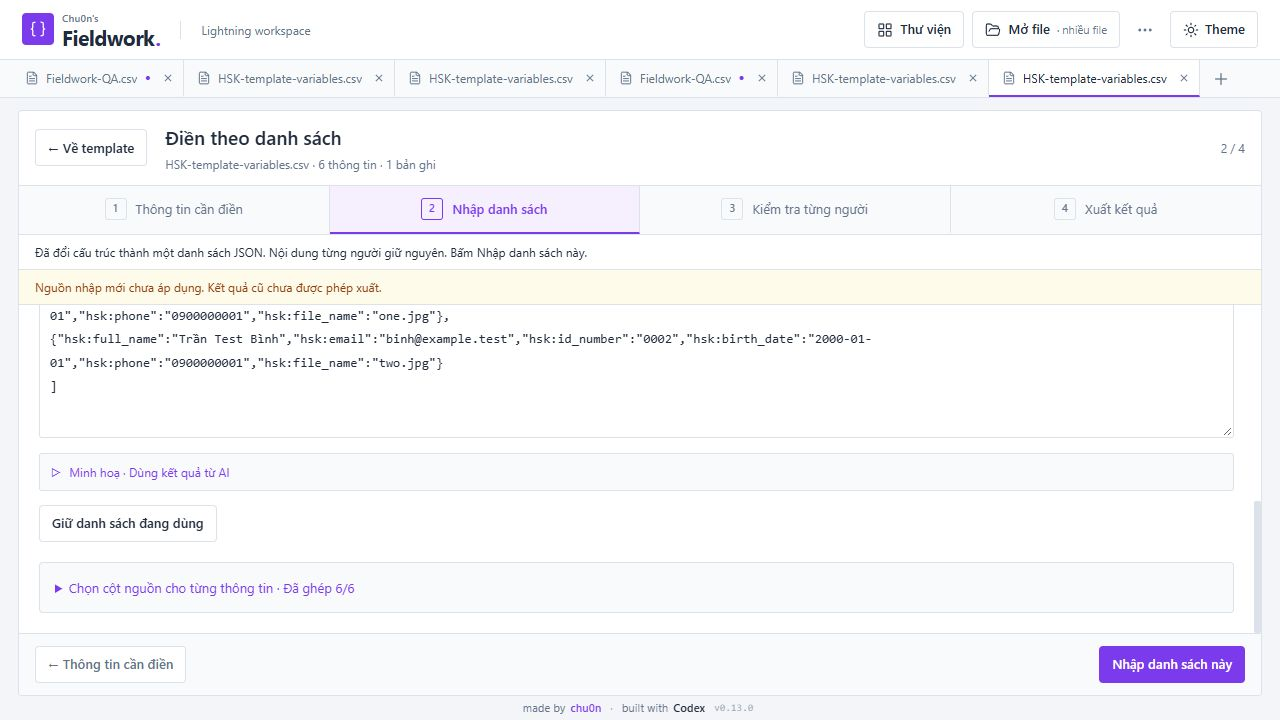 { }
Chu0n's
Fieldwork.
Lightning workspace
Thư viện
Mở file · nhiều file
Theme
Fieldwork-QA.csv
HSK-template-variables.csv
HSK-template-variables.csv
Fieldwork-QA.csv
HSK-template-variables.csv
HSK-template-variables.csv
← Về template
Điền theo danh sách
HSK-template-variables.csv · 6 thông tin · 1 bản ghi
2 / 4
1 Thông tin cần điền
2 Nhập danh sách
3 Kiểm tra từng người
4 Xuất kết quả
Đã đổi cấu trúc thành một danh sách JSON. Nội dung từng người giữ nguyên. Bấm Nhập danh sách này.
Nguồn nhập mới chưa áp dụng. Kết quả cũ chưa được phép xuất.
01","hsk:phone":"0900000001","hsk:file_name":"one.jpg"},
{"hsk:full_name":"Trần Test Bình","hsk:email":"binh@example.test","hsk:id_number":"0002","hsk:birth_date":"2000-01-
01","hsk:phone":"0900000001","hsk:file_name":"two.jpg"}
]
Minh hoạ · Dùng kết quả từ AI
Giữ danh sách đang dùng
Chọn cột nguồn cho từng thông tin · Đã ghép 6/6
← Thông tin cần điền
Nhập danh sách này
made by chu0n · built with Codex v0.13.0